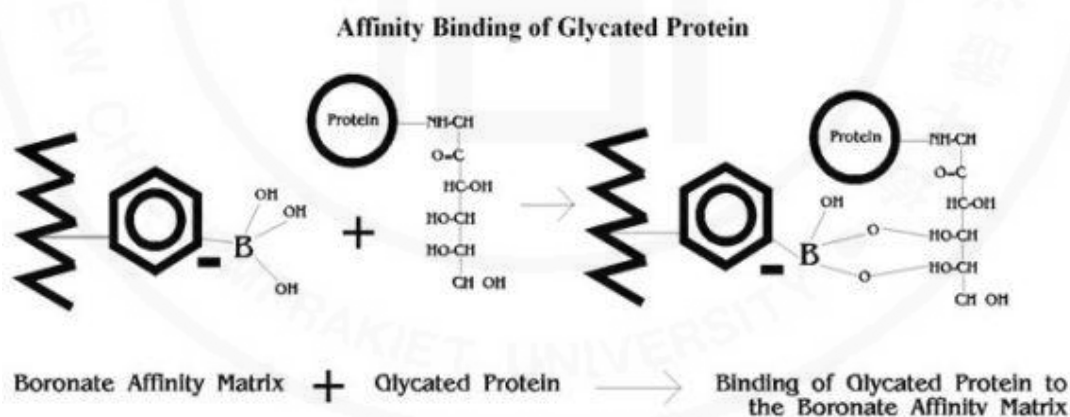 Affinity Binding of Glycated Protein
Protein
NH-CH
O=C
HC-OH
HO-CH
HO-CH
CH OH
OH
OH
B
OH
+
Protein
NH-CH
O=C
HC-OH
HO-CH
HO-CH
CH OH
OH
B
O
O
Boronate Affinity Matrix + Glycated Protein
Binding of Glycated Protein to
the Boronate Affinity Matrix
UNIVERSITY